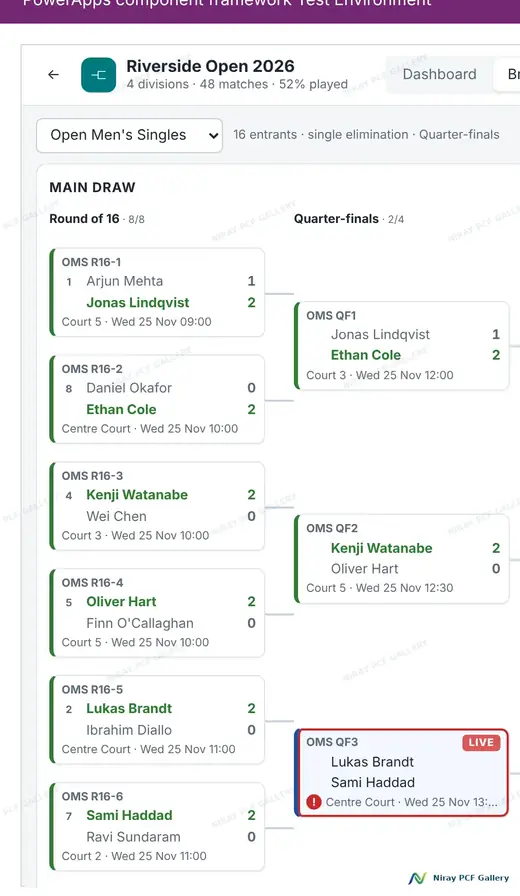 PowerApps component framework Test Environment
←
Riverside Open 2026
4 divisions · 48 matches · 52% played
Dashboard
Br
Open Men's Singles
16 entrants · single elimination · Quarter-finals
MAIN DRAW
Round of 16 · 8/8
Quarter-finals · 2/4
OMS R16-1
1 Arjun Mehta 1
Jonas Lindqvist 2
Court 5 · Wed 25 Nov 09:00
OMS R16-2
8 Daniel Okafor 0
Ethan Cole 2
Centre Court · Wed 25 Nov 10:00
OMS R16-3
4 Kenji Watanabe 2
Wei Chen 0
Court 3 · Wed 25 Nov 10:00
OMS R16-4
5 Oliver Hart 2
Finn O'Callaghan 0
Court 5 · Wed 25 Nov 10:00
OMS R16-5
2 Lukas Brandt 2
Ibrahim Diallo 0
Centre Court · Wed 25 Nov 11:00
OMS R16-6
7 Sami Haddad 2
Ravi Sundaram 0
Court 2 · Wed 25 Nov 11:00
OMS QF1
Jonas Lindqvist 1
Ethan Cole 2
Court 3 · Wed 25 Nov 12:00
OMS QF2
Kenji Watanabe 2
Oliver Hart 0
Court 5 · Wed 25 Nov 12:30
OMS QF3 LIVE
Lukas Brandt
Sami Haddad
! Centre Court · Wed 25 Nov 13:...
Niray PCF Gallery
NIRAY PCF GALLERY